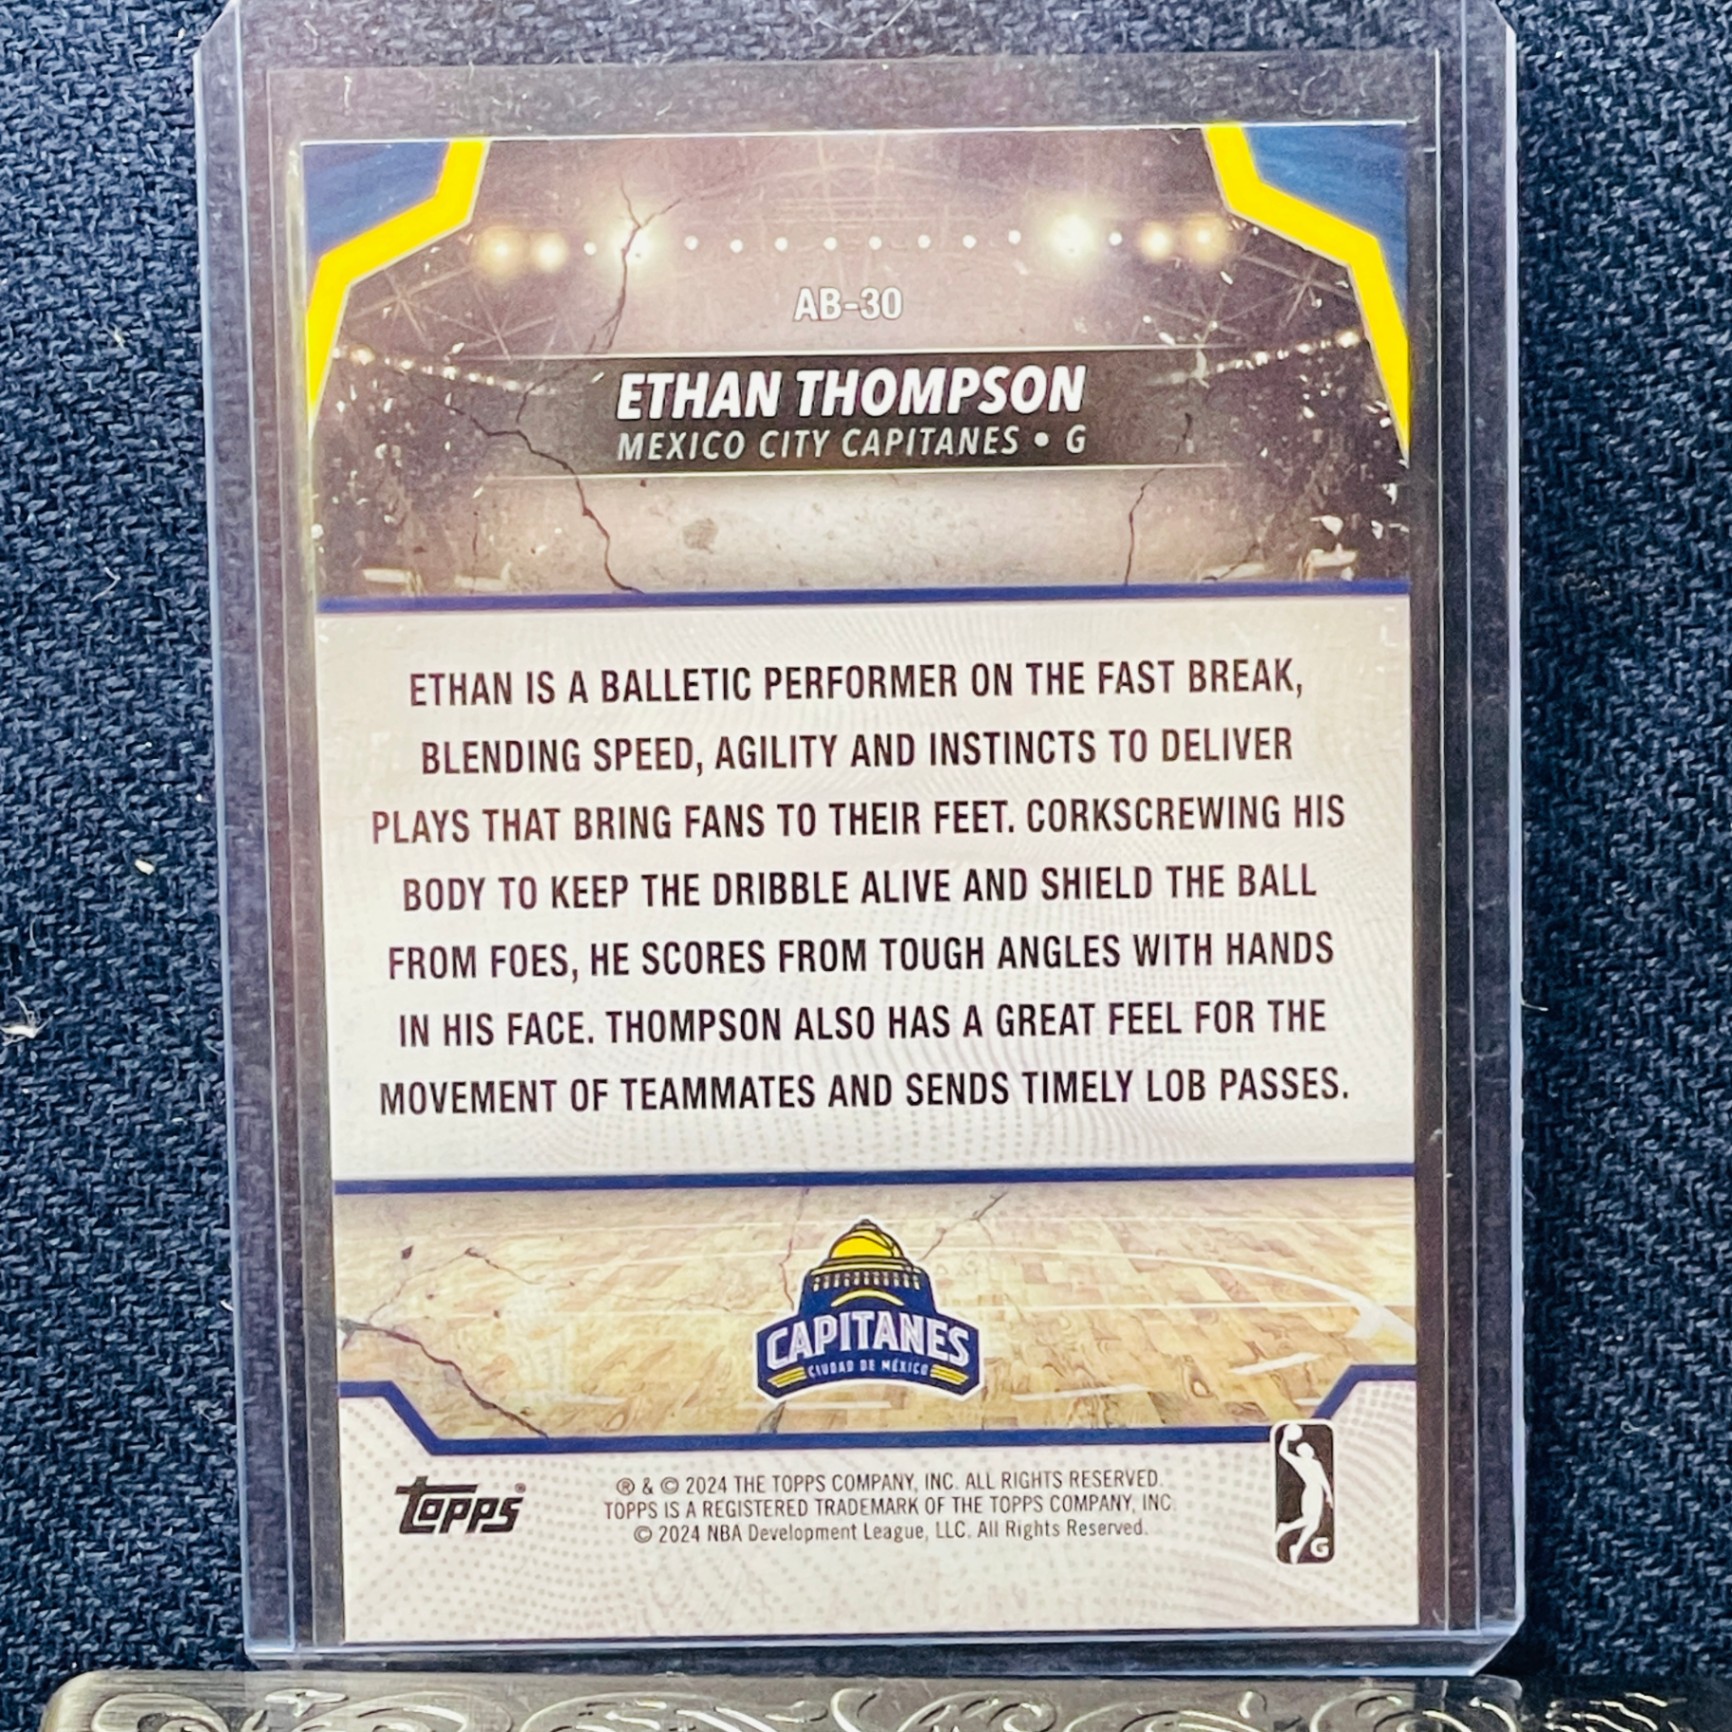 AB-30
ETHAN THOMPSON
MEXICO CITY CAPITANES • G
ETHAN IS A BALLETIC PERFORMER ON THE FAST BREAK,
BLENDING SPEED, AGILITY AND INSTINCTS TO DELIVER
PLAYS THAT BRING FANS TO THEIR FEET. CORKSCREWING HIS
BODY TO KEEP THE DRIBBLE ALIVE AND SHIELD THE BALL
FROM FOES, HE SCORES FROM TOUGH ANGLES WITH HANDS
IN HIS FACE. THOMPSON ALSO HAS A GREAT FEEL FOR THE
MOVEMENT OF TEAMMATES AND SENDS TIMELY LOB PASSES.
CAPITANES
CIUDAD DE MÉXICO
topps®
® & © 2024 THE TOPPS COMPANY, INC. ALL RIGHTS RESERVED.
TOPPS IS A REGISTERED TRADEMARK OF THE TOPPS COMPANY, INC.
© 2024 NBA Development League, LLC. All Rights Reserved.
G